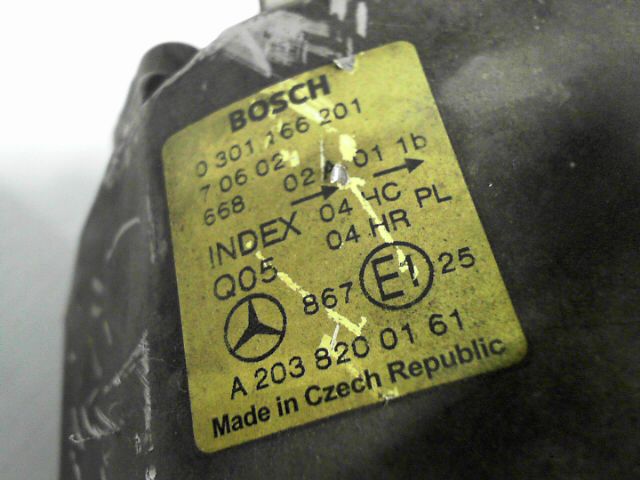 BOSCH
0 301 166 201
7 06 02
668 02 A 01 1b
INDEX 04 HC PL
Q05 04 HR
867 E1 25
A 203 820 01 61
Made in Czech Republic